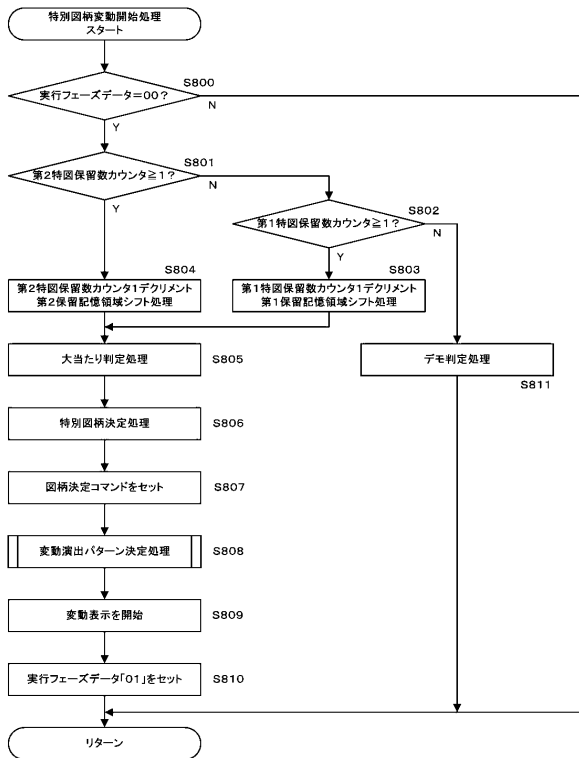 特別図柄変動開始処理
スタート
S800
実行フェーズデータ=00?
N
Y
S801
第2特図保留数カウンタ≧1?
N
Y
S802
第1特図保留数カウンタ≧1?
N
Y
S804
第2特図保留数カウンタ1デクリメント
第2保留記憶領域シフト処理
S803
第1特図保留数カウンタ1デクリメント
第1保留記憶領域シフト処理
大当たり判定処理
S805
デモ判定処理
S811
特別図柄決定処理
S806
図柄決定コマンドをセット
S807
変動演出パターン決定処理
S808
変動表示を開始
S809
実行フェーズデータ「01」をセット
S810
リターン